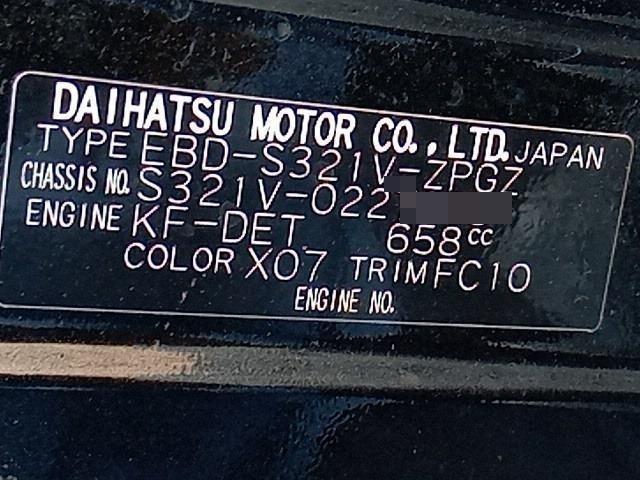 DAIHATSU MOTOR CO., LTD. JAPAN
TYPE EBD-S321V-ZPGZ
CHASSIS NO. S321V-022
ENGINE KF-DET 658cc
COLOR X07 TRIM FC10
ENGINE NO.